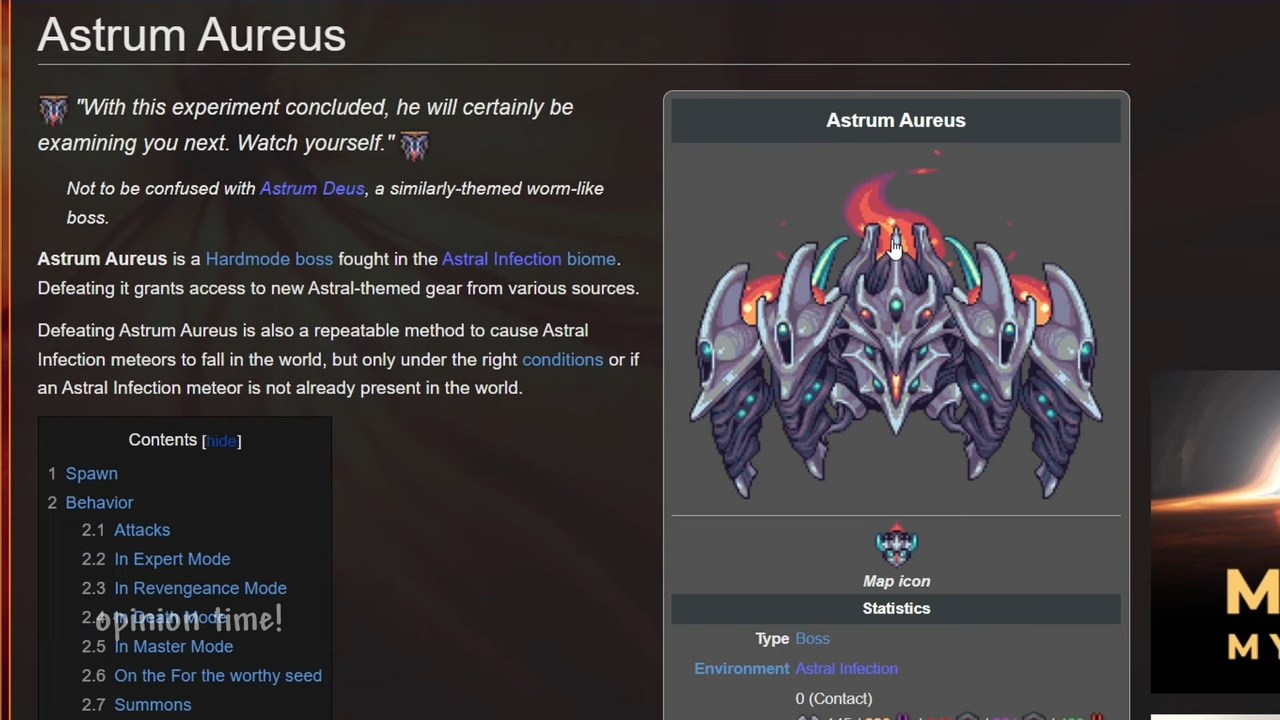 Astrum Aureus
"With this experiment concluded, he will certainly be
examining you next. Watch yourself."
Not to be confused with Astrum Deus, a similarly-themed worm-like
boss.
Astrum Aureus is a Hardmode boss fought in the Astral Infection biome.
Defeating it grants access to new Astral-themed gear from various sources.
Defeating Astrum Aureus is also a repeatable method to cause Astral
Infection meteors to fall in the world, but only under the right conditions or if
an Astral Infection meteor is not already present in the world.
Contents [hide]
1 Spawn
2 Behavior
2.1 Attacks
2.2 In Expert Mode
2.3 In Revengeance Mode
2.4 In Death Mode
opinion time!
2.5 In Master Mode
2.6 On the For the worthy seed
2.7 Summons
Astrum Aureus
Map icon
Statistics
Type Boss
Environment Astral Infection
0 (Contact)
M
MY